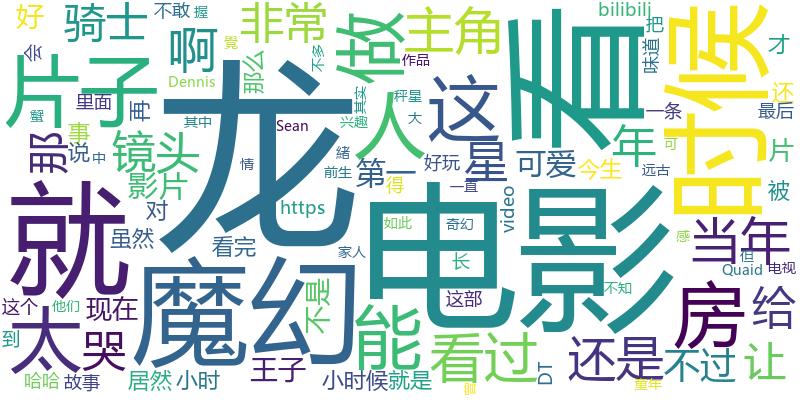 好
骑士
啊
非常
不敢
握
觉
做
主角
看
bilibili
把
味道
时候
会
片子
Dennis
那么
不多
作品
才
还
里面
再
龙
其实
兴趣
秤星
大
一条
最后
蟹
事
其中
Sean
人
这
年
片
那
说
中
镜头
情
緒
前生
第一
好玩
星
可爱
今生
可
远古
被
影片
得
一直
就
对
https
电影
video
当年
虽然
看完
如此
奇幻
感
但
家人
长
Quaid
电视
魔幻
不是
这部
不知
房
给
这个
他们
现在
到
太
哭
能
看过
还是
不过
让
王子
DT
哈哈
故事
居然
小时
小时候
就是
童年